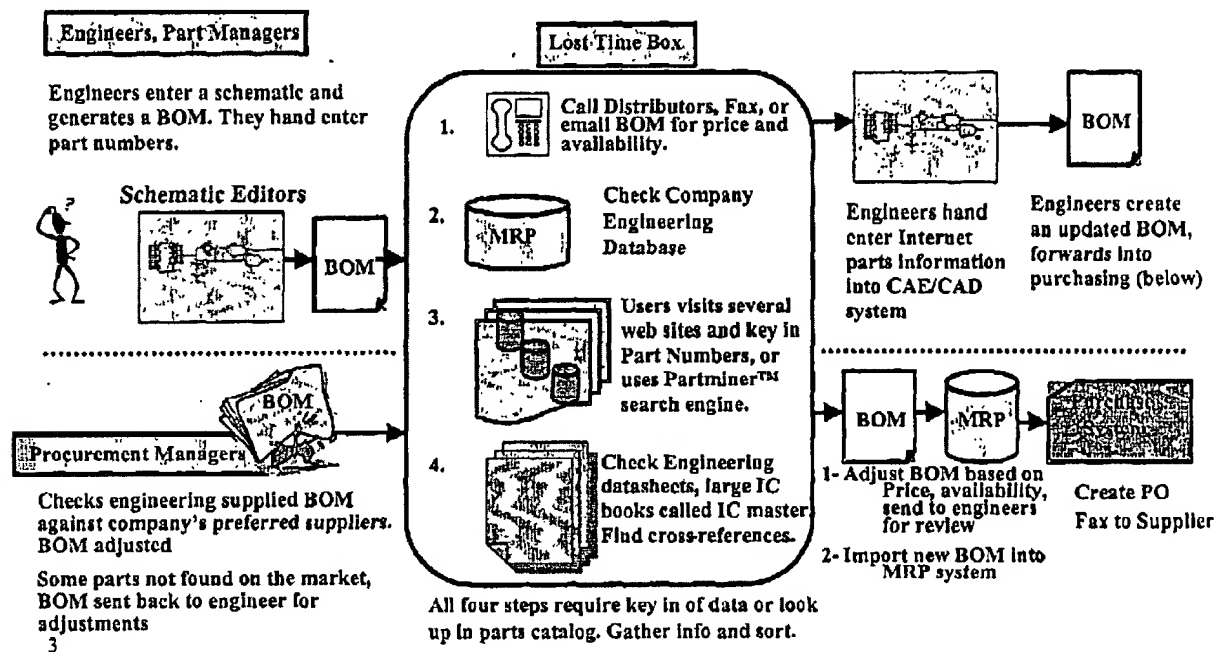 Engineers, Part Managers
Engineers enter a schematic and
generates a BOM. They hand enter
part numbers.
?
Schematic Editors
BOM
BOM
Procurement Managers
Checks engineering supplied BOM
against company's preferred suppliers.
BOM adjusted
Some parts not found on the market,
BOM sent back to engineer for
adjustments
3
Lost Time Box
1.
Call Distributors, Fax, or
email BOM for price and
availability.
2.
MRP
Check Company
Engineering
Database
3.
Users visits several
web sites and key in
Part Numbers, or
uses Partminer™
search engine.
4.
Check Engineering
datashects, large IC
books called IC master.
Find cross-references.
All four steps require key in of data or look
up in parts catalog. Gather info and sort.
BOM
Engineers hand
enter Internet
parts information
into CAE/CAD
system
Engineers create
an updated BOM,
forwards into
purchasing (below)
BOM
MRP
Purchase
System
1- Adjust BOM based on
Price, availability,
send to engineers
for review
2- Import new BOM into
MRP system
Create PO
Fax to Supplier